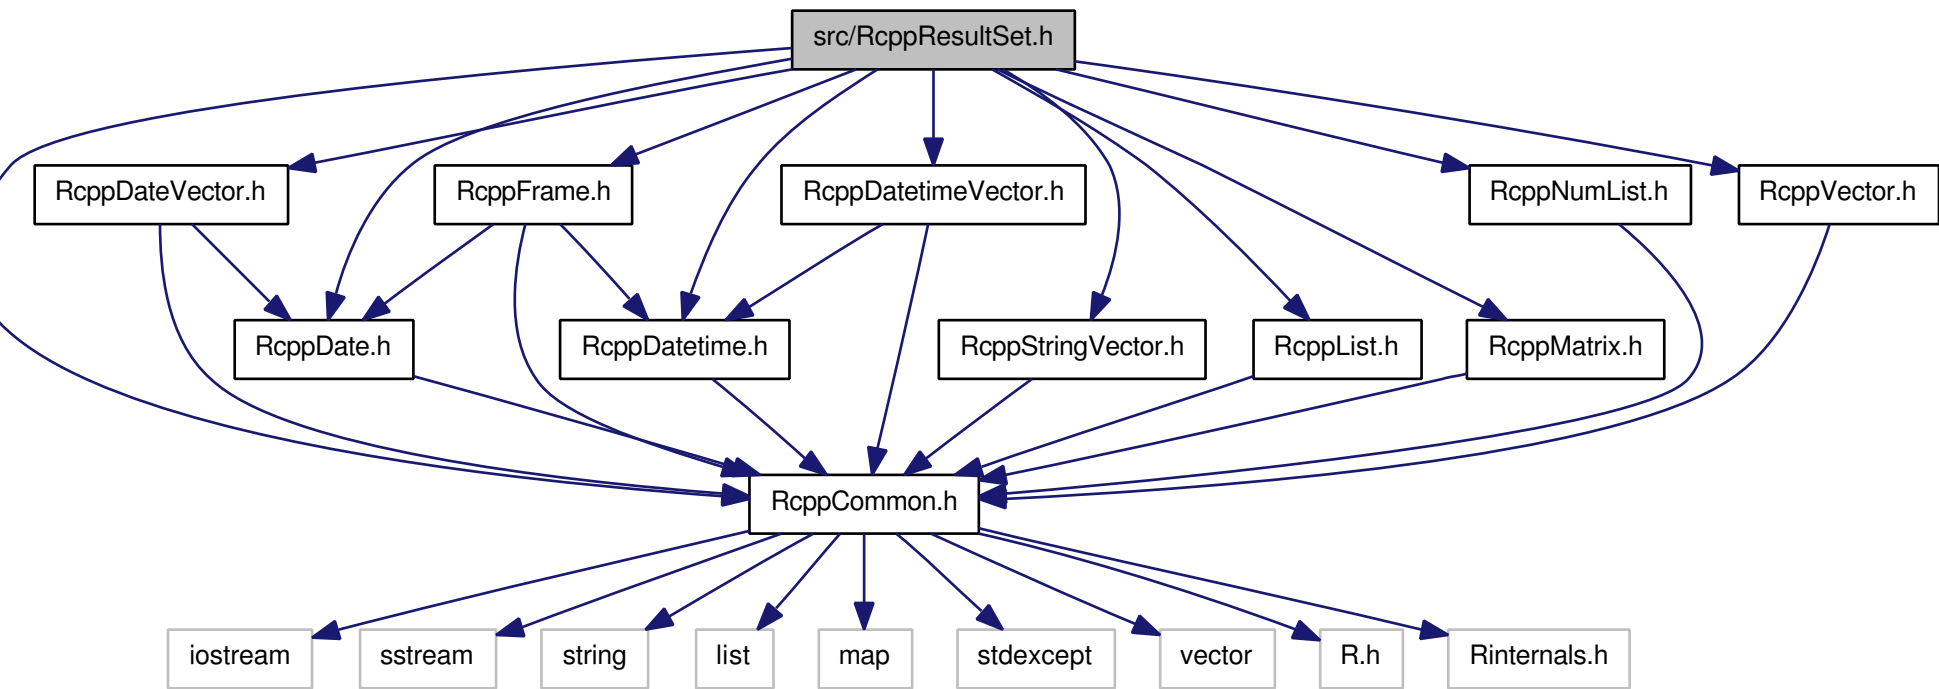 src/RcppResultSet.h
RcppDateVector.h
RcppFrame.h
RcppDatetimeVector.h
RcppNumList.h
RcppVector.h
RcppDate.h
RcppDatetime.h
RcppStringVector.h
RcppList.h
RcppMatrix.h
RcppCommon.h
iostream
sstream
string
list
map
stdexcept
vector
R.h
Rinternals.h